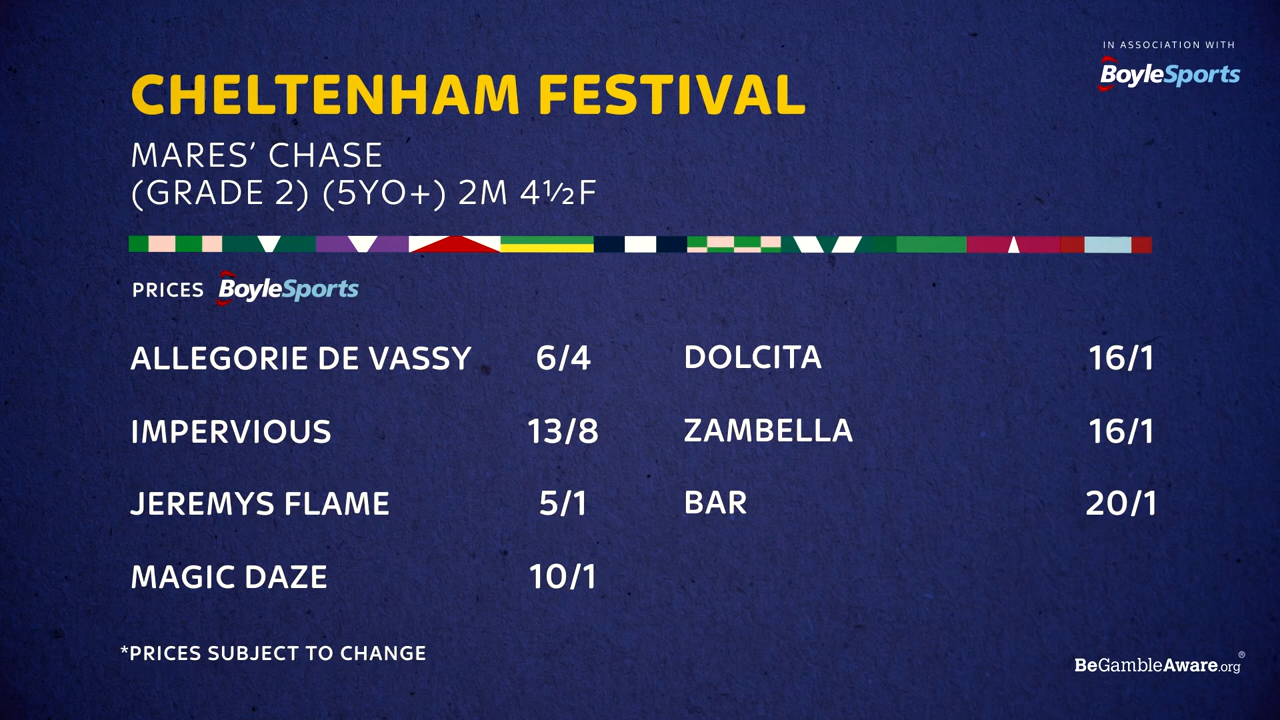 IN ASSOCIATION WITH
BoyleSports
CHELTENHAM FESTIVAL
MARES' CHASE
(GRADE 2) (5YO+) 2M 4½F
PRICES BoyleSports
ALLEGORIE DE VASSY 6/4 DOLCITA 16/1
IMPERVIOUS 13/8 ZAMBELLA 16/1
JEREMYS FLAME 5/1 BAR 20/1
MAGIC DAZE 10/1
*PRICES SUBJECT TO CHANGE
BeGambleAware.org®